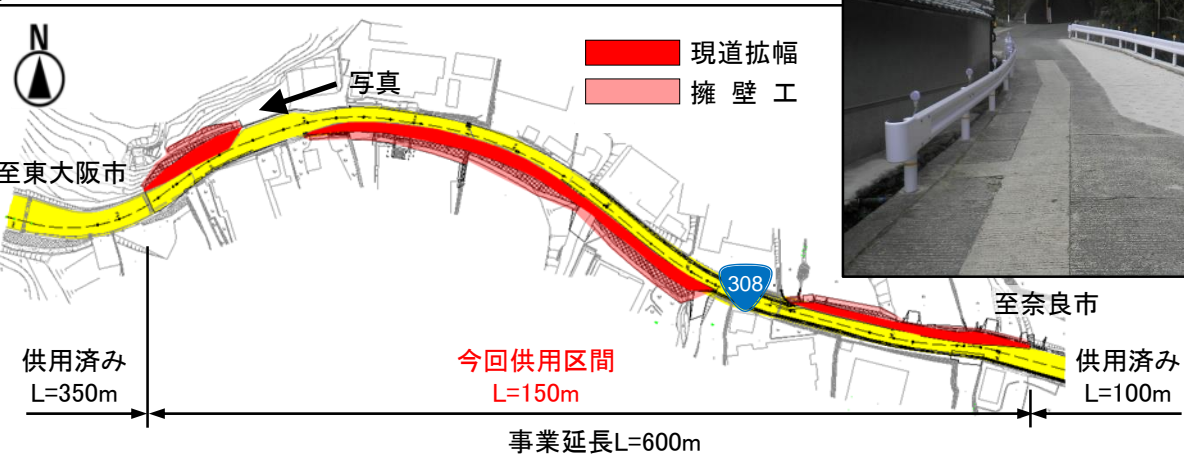 N
現道拡幅
擁 壁 工
写真
至東大阪市
308
至奈良市
供用済み
L=350m
今回供用区間
L=150m
供用済み
L=100m
事業延長L=600m